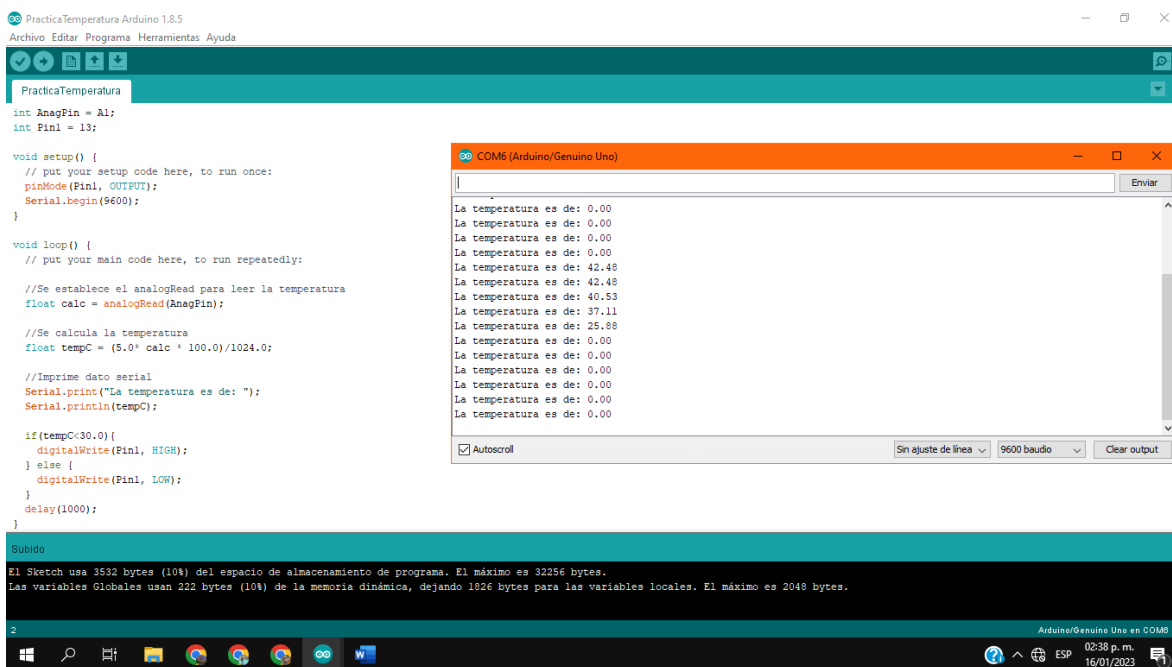 PracticaTemperatura Arduino 1.8.5
Archivo Editar Programa Herramientas Ayuda
PracticaTemperatura
int AnagPin = A1;
int Pin1 = 13;
void setup() {
// put your setup code here, to run once:
pinMode(Pin1, OUTPUT);
Serial.begin(9600);
}
void loop() {
// put your main code here, to run repeatedly:
//Se establece el analogRead para leer la temperatura
float calc = analogRead(AnagPin);
//Se calcula la temperatura
float tempC = (5.0* calc * 100.0)/1024.0;
//Imprime dato serial
Serial.print("La temperatura es de: ");
Serial.println(tempC);
if(tempC<30.0){
digitalWrite(Pin1, HIGH);
} else {
digitalWrite(Pin1, LOW);
}
delay(1000);
}
COM6 (Arduino/Genuino Uno)
Enviar
La temperatura es de: 0.00
La temperatura es de: 0.00
La temperatura es de: 0.00
La temperatura es de: 0.00
La temperatura es de: 42.48
La temperatura es de: 42.48
La temperatura es de: 40.53
La temperatura es de: 37.11
La temperatura es de: 25.88
La temperatura es de: 0.00
La temperatura es de: 0.00
La temperatura es de: 0.00
La temperatura es de: 0.00
La temperatura es de: 0.00
La temperatura es de: 0.00
Autoscroll
Sin ajuste de línea
9600 baudio
Clear output
Subido
El Sketch usa 3532 bytes (10%) del espacio de almacenamiento de programa. El máximo es 32256 bytes.
Las variables Globales usan 222 bytes (10%) de la memoria dinámica, dejando 1826 bytes para las variables locales. El máximo es 2048 bytes.
2
Arduino/Genuino Uno en COM6
ESP
02:38 p. m.
16/01/2023